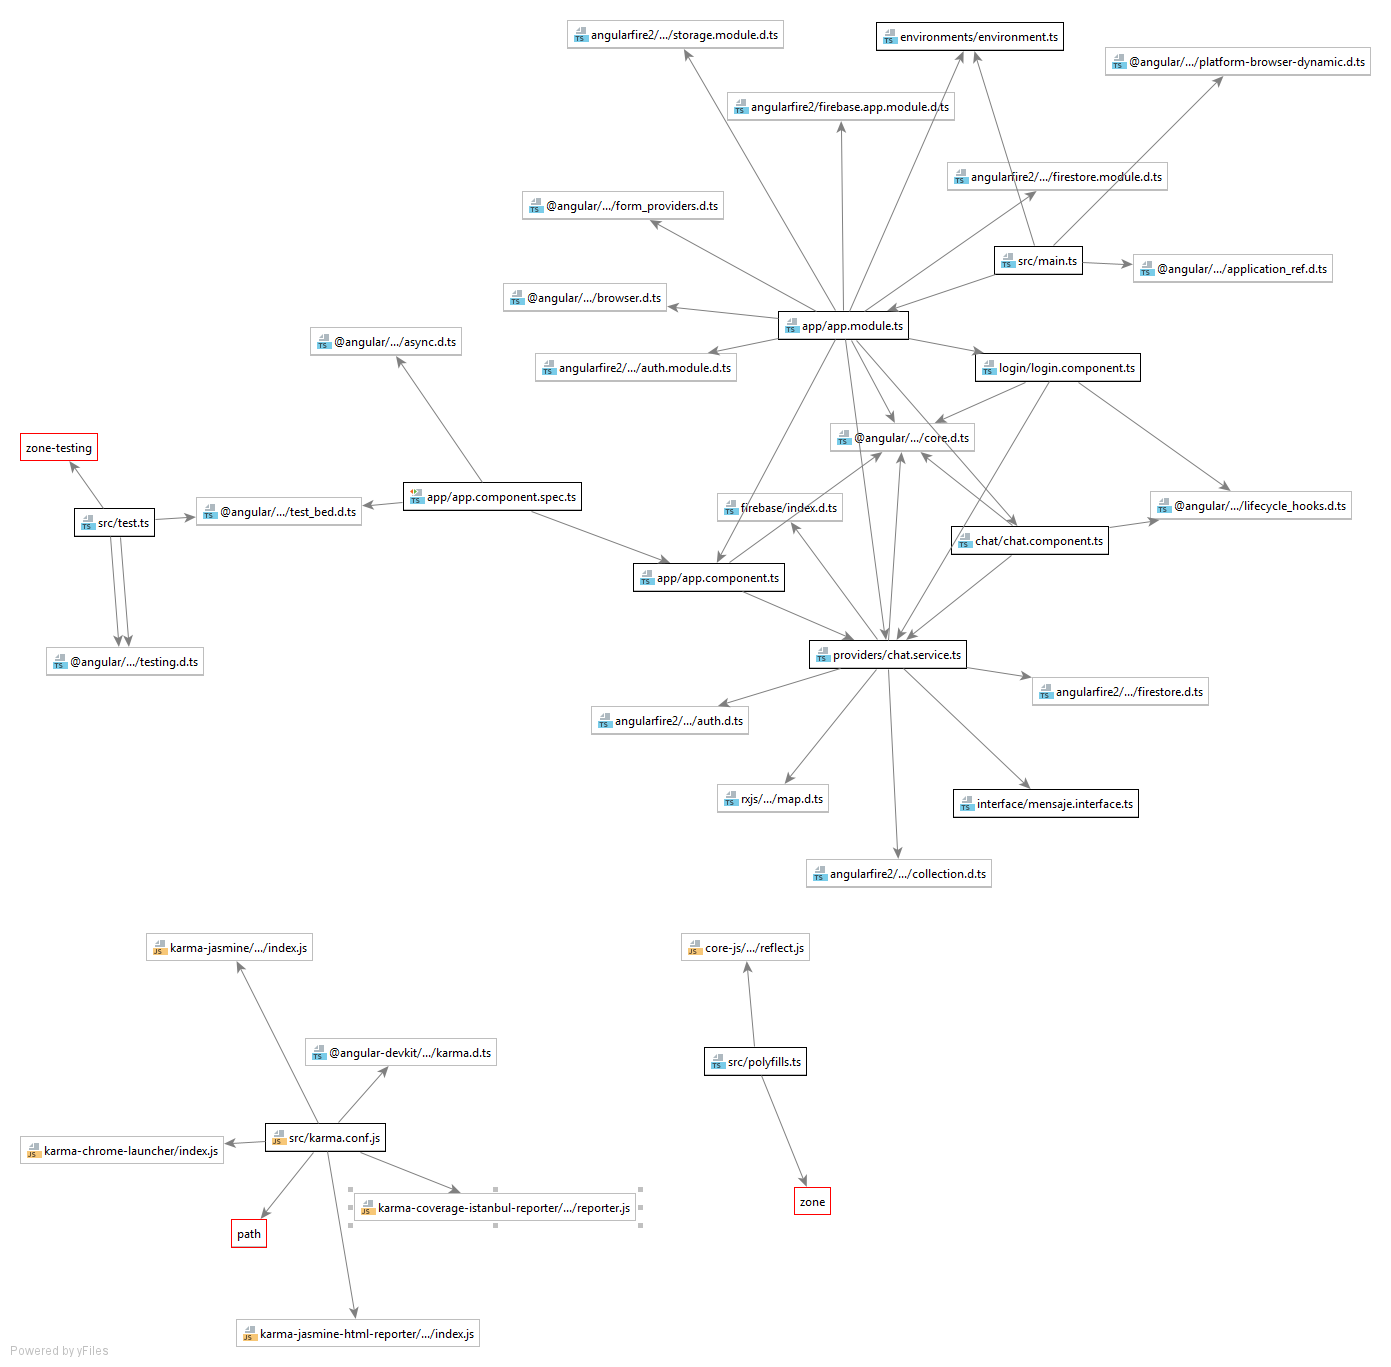 angularfire2/.../storage.module.d.ts
environments/environment.ts
@angular/.../platform-browser-dynamic.d.ts
angularfire2/firebase.app.module.d.ts
angularfire2/.../firestore.module.d.ts
@angular/.../form_providers.d.ts
src/main.ts
@angular/.../application_ref.d.ts
@angular/.../browser.d.ts
app/app.module.ts
@angular/.../async.d.ts
angularfire2/.../auth.module.d.ts
login/login.component.ts
@angular/.../core.d.ts
zone-testing
app/app.component.spec.ts
@angular/.../test_bed.d.ts
firebase/index.d.ts
@angular/.../lifecycle_hooks.d.ts
src/test.ts
chat/chat.component.ts
app/app.component.ts
providers/chat.service.ts
@angular/.../testing.d.ts
angularfire2/.../firestore.d.ts
angularfire2/.../auth.d.ts
rxjs/.../map.d.ts
interface/mensaje.interface.ts
angularfire2/.../collection.d.ts
karma-jasmine/.../index.js
core-js/.../reflect.js
@angular-devkit/.../karma.d.ts
src/polyfills.ts
src/karma.conf.js
karma-chrome-launcher/index.js
zone
karma-coverage-istanbul-reporter/.../reporter.js
path
karma-jasmine-html-reporter/.../index.js
Powered by yFiles